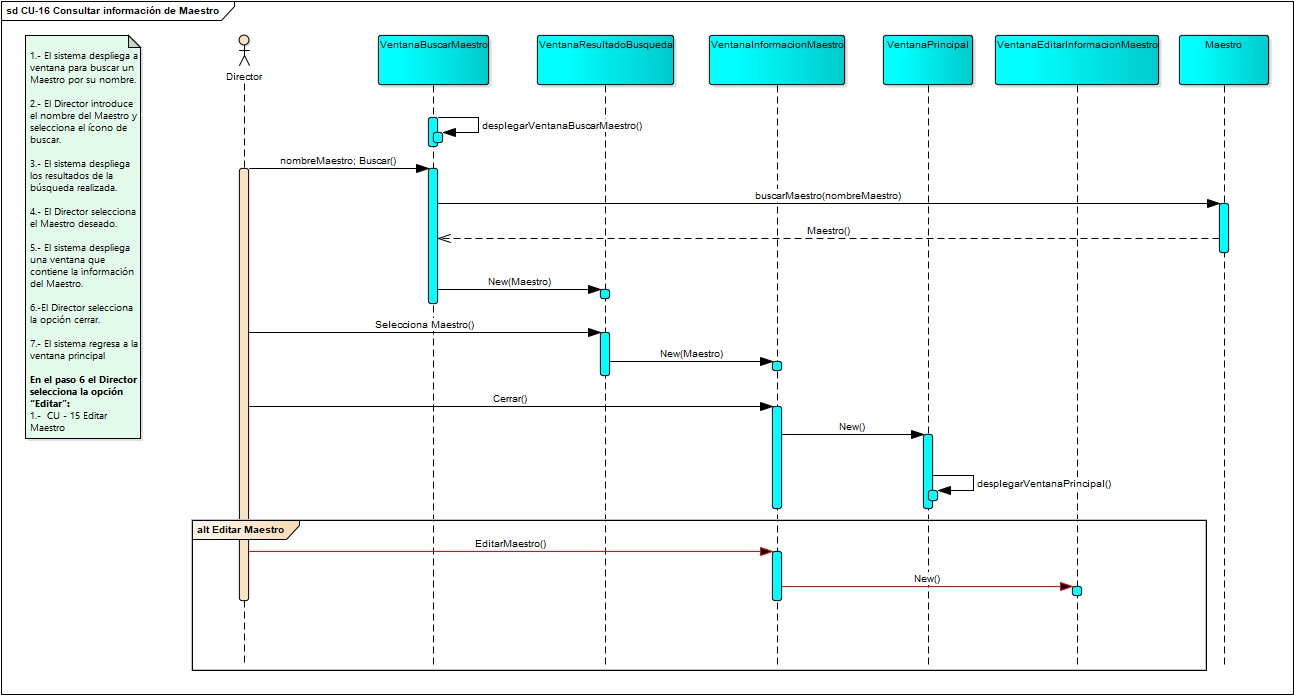 sd CU-16 Consultar información de Maestro
1.- El sistema despliega a
ventana para buscar un
Maestro por su nombre.
2.- El Director introduce
el nombre del Maestro y
selecciona el ícono de
buscar.
3.- El sistema despliega
los resultados de la
búsqueda realizada.
4.- El Director selecciona
el Maestro deseado.
5.- El sistema despliega
una ventana que
contiene la información
del Maestro.
6.-El Director selecciona
la opción cerrar.
7.- El sistema regresa a la
ventana principal
En el paso 6 el Director
selecciona la opción
"Editar":
1.- CU - 15 Editar
Maestro
Director
VentanaBuscarMaestro
VentanaResultadoBusqueda
VentanaInformacionMaestro
VentanaPrincipal
VentanaEditarInformacionMaestro
Maestro
desplegarVentanaBuscarMaestro()
nombreMaestro; Buscar()
buscarMaestro(nombreMaestro)
Maestro()
New(Maestro)
Selecciona Maestro()
New(Maestro)
Cerrar()
New()
desplegarVentanaPrincipal()
alt Editar Maestro
EditarMaestro()
New()